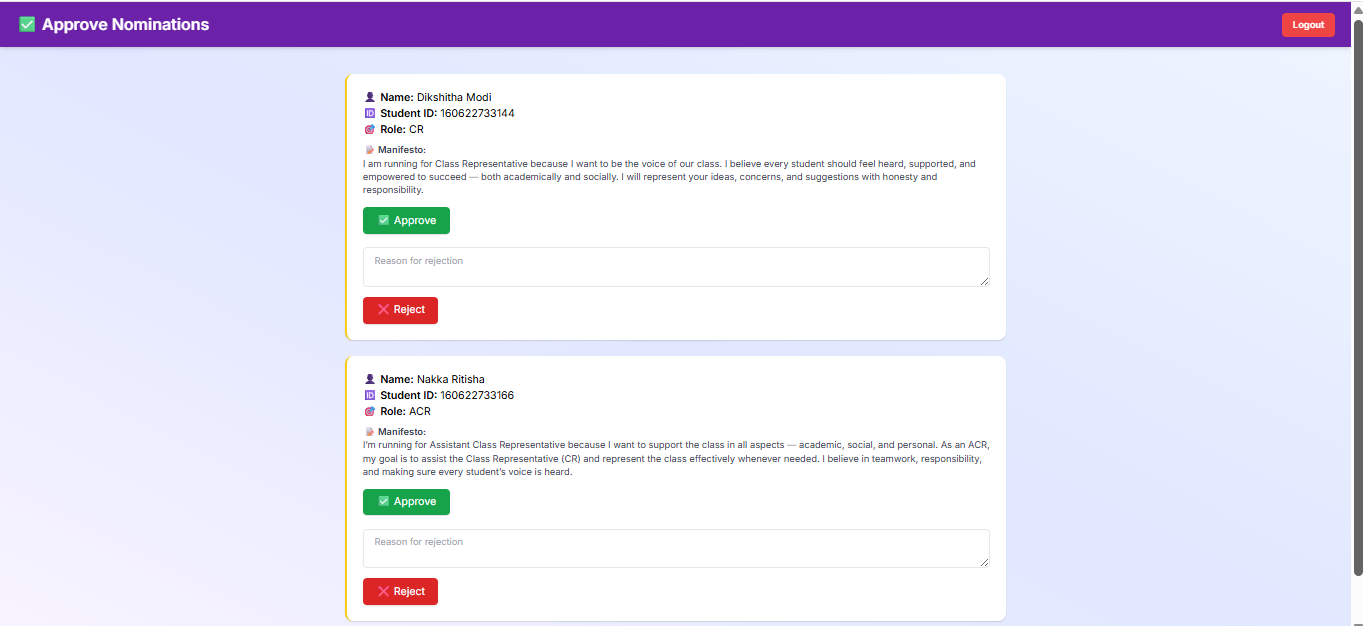 Approve Nominations
Logout
Name: Dikshitha Modi
ID Student ID: 160622733144
Role: CR
Manifesto:
I am running for Class Representative because I want to be the voice of our class. I believe every student should feel heard, supported, and
empowered to succeed — both academically and socially. I will represent your ideas, concerns, and suggestions with honesty and
responsibility.
Approve
Reason for rejection
Reject
Name: Nakka Ritisha
ID Student ID: 160622733166
Role: ACR
Manifesto:
I'm running for Assistant Class Representative because I want to support the class in all aspects — academic, social, and personal. As an ACR,
my goal is to assist the Class Representative (CR) and represent the class effectively whenever needed. I believe in teamwork, responsibility,
and making sure every student's voice is heard.
Approve
Reason for rejection
Reject